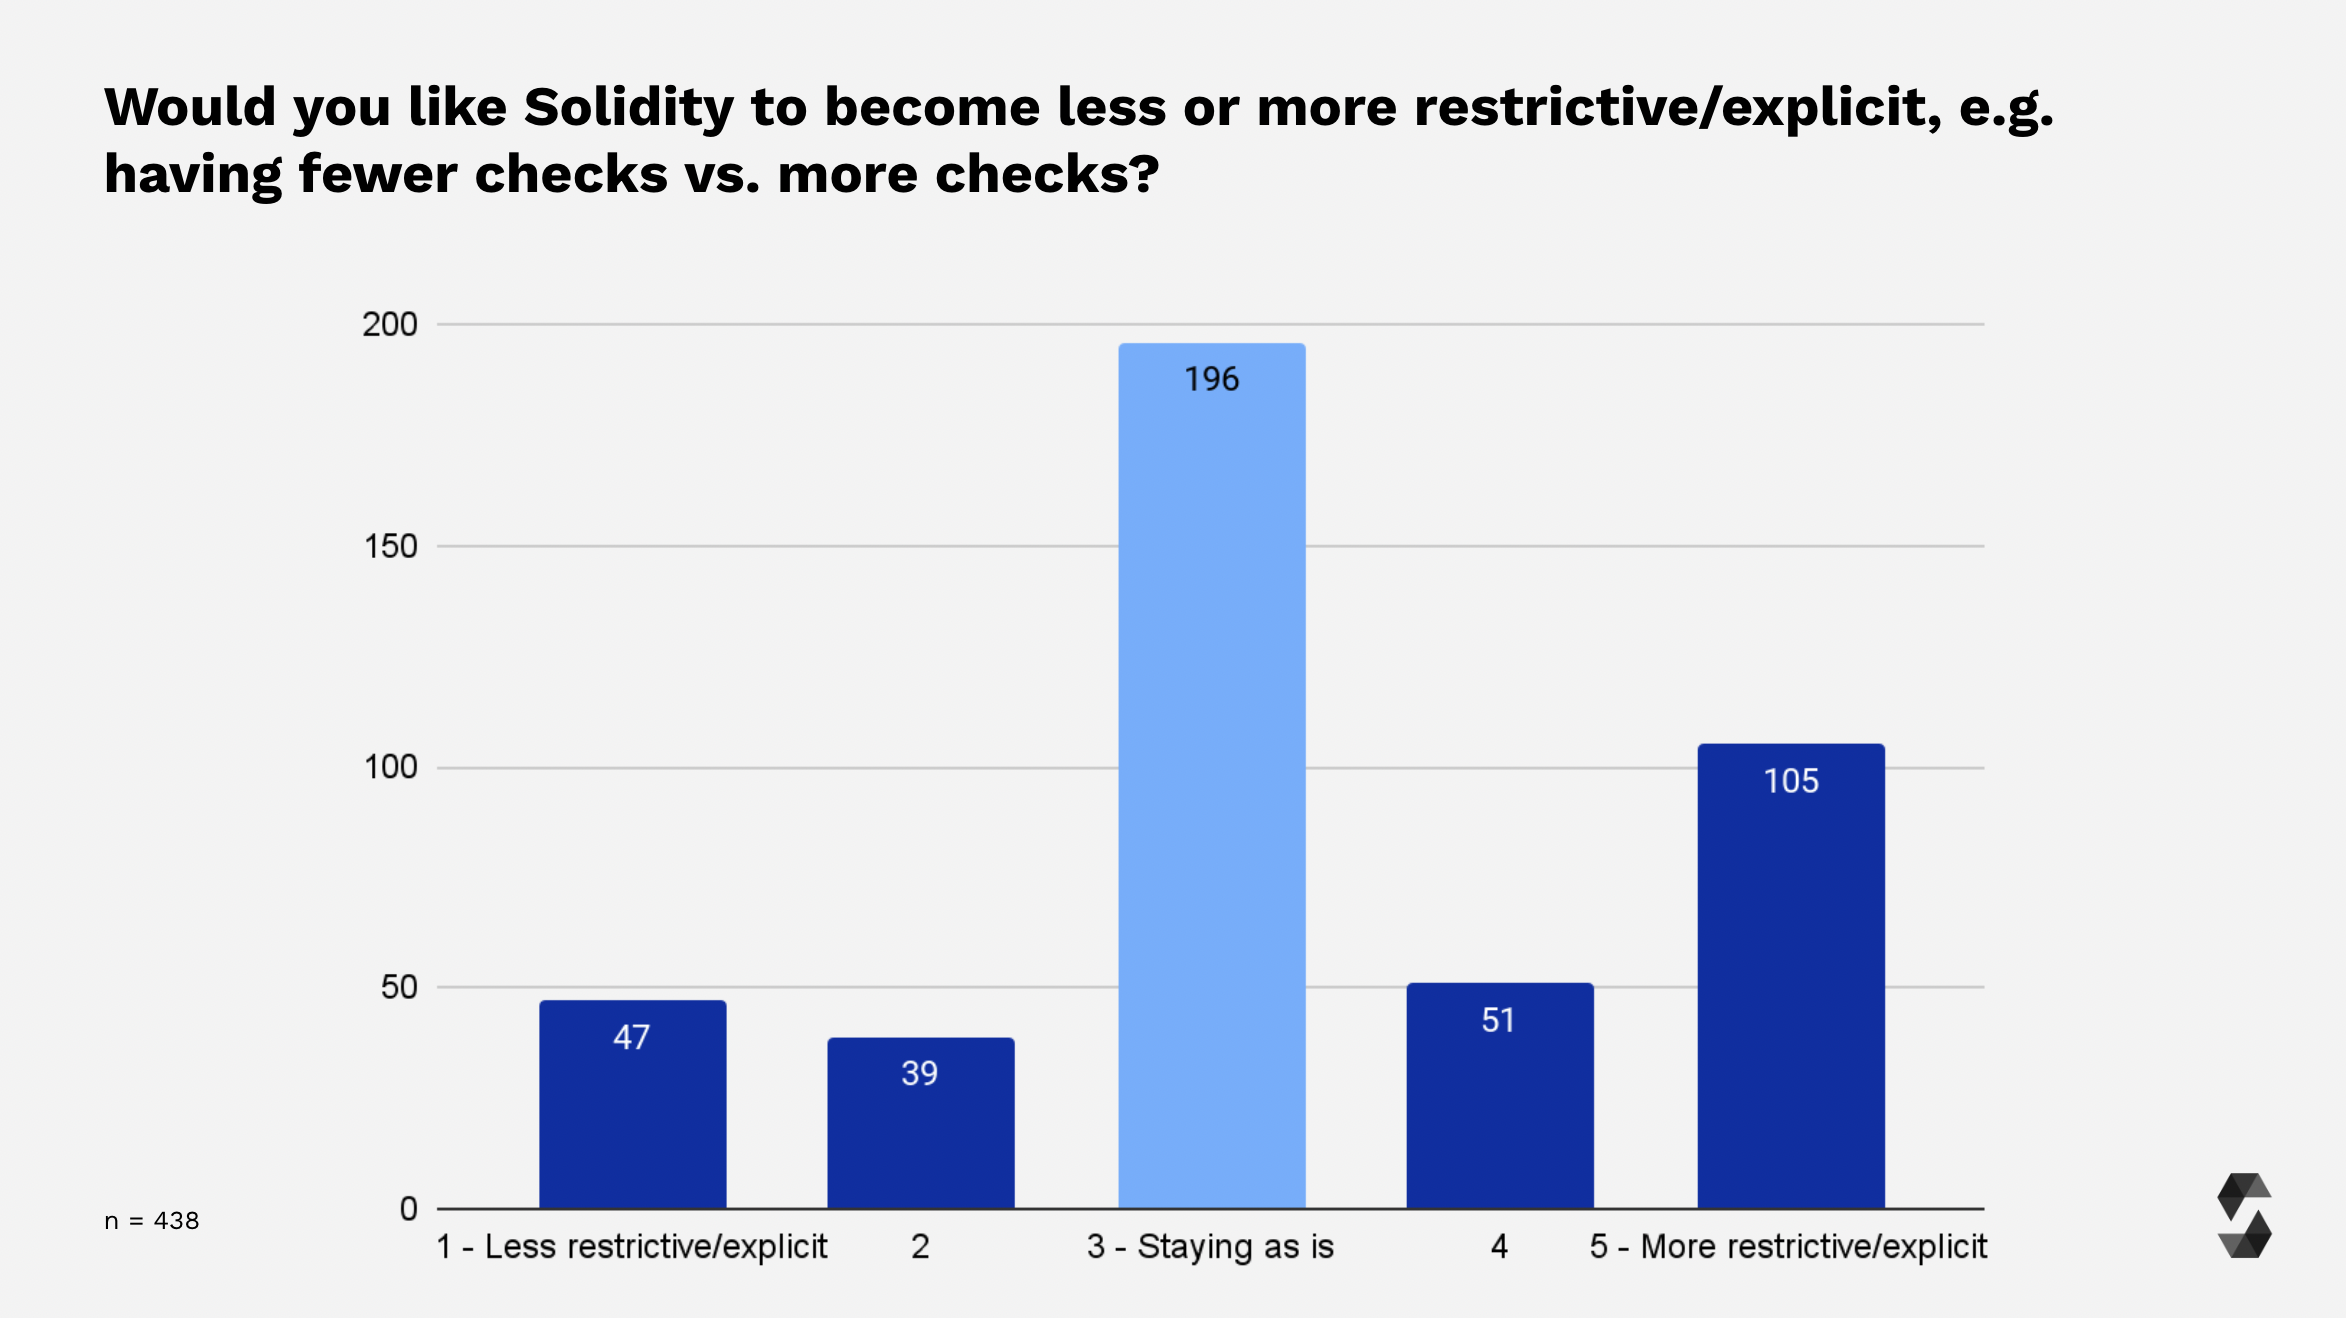 Would you like Solidity to become less or more restrictive/explicit, e.g.
having fewer checks vs. more checks?
200
196
150
100
105
50
47
39
51
0
n = 438
1 - Less restrictive/explicit
2
3 - Staying as is
4
5 - More restrictive/explicit